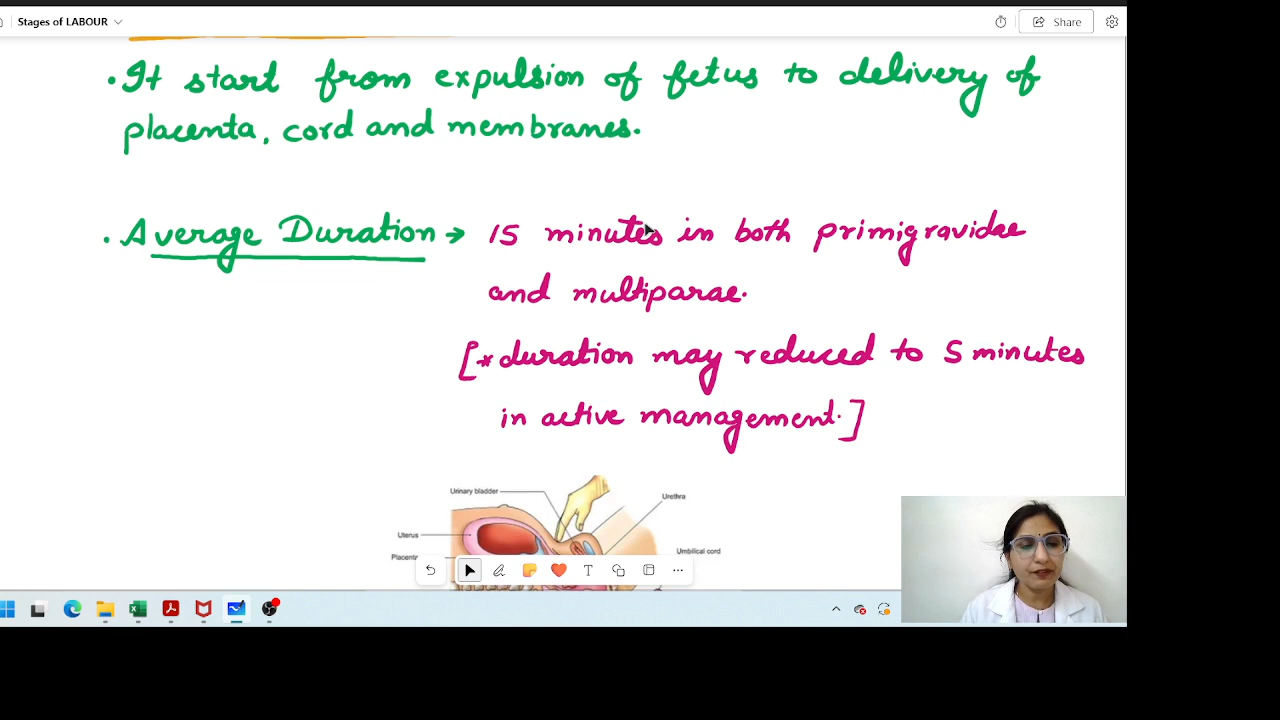 Stages of LABOUR
Share
• It start from expulsion of fetus to delivery of
placenta, cord and membranes.
• Average Duration → 15 minutes in both primigravidae
and multiparae.
[* duration may reduced to 5 minutes
in active management.]
Urinary bladder
Urethra
Uterus
Umbilical cord
Placenta
T